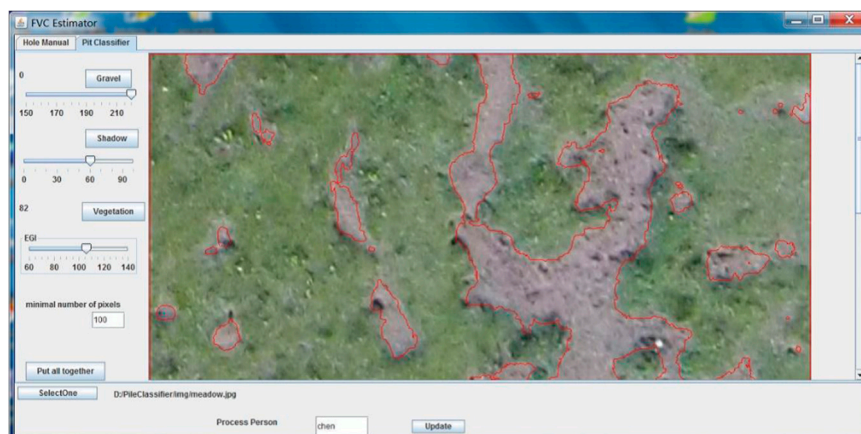 FVC Estimator
Hole Manual Pit Classifier
0 Gravel
150 170 190 210
Shadow
0 30 60 90
82 Vegetation
EGI
60 80 100 120 140
minimal number of pixels
100
Put all together
SelectOne D:/PileClassifier/img/meadow.jpg
Process Person chen Update